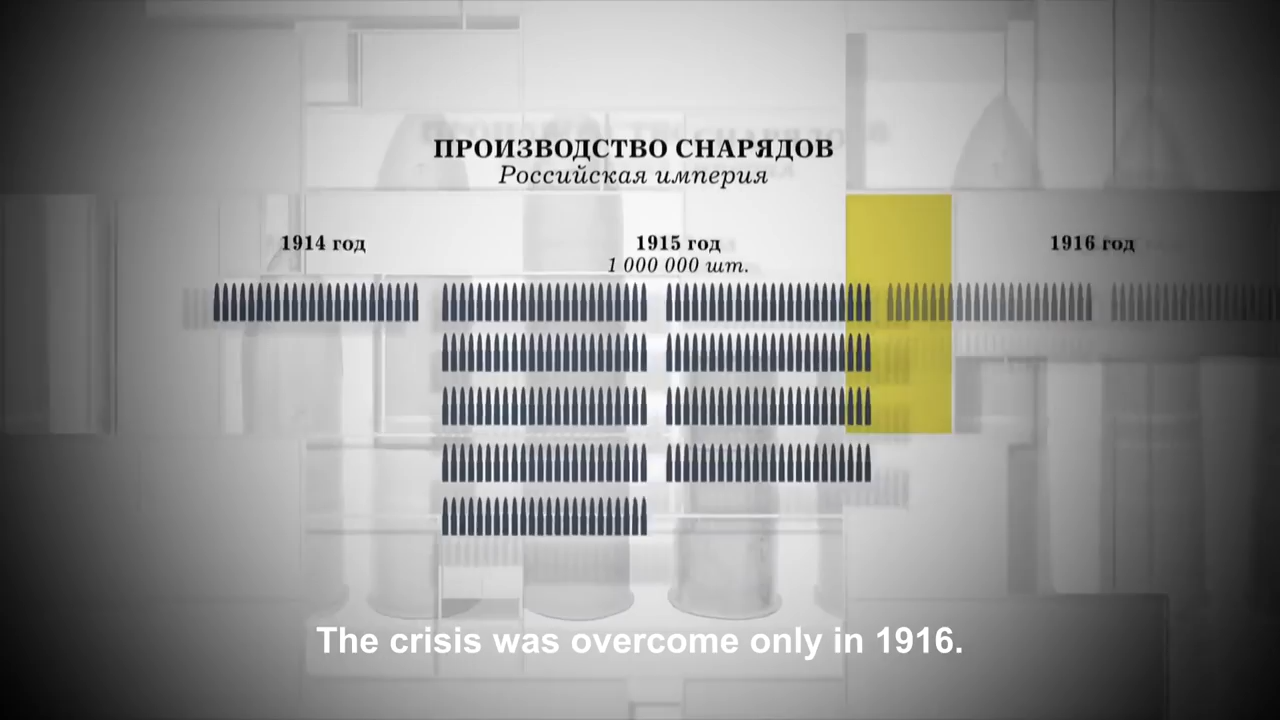 ПРОИЗВОДСТВО СНАРЯДОВ
Российская империя
1914 год
1915 год
1 000 000 шт.
1916 год
The crisis was overcome only in 1916.